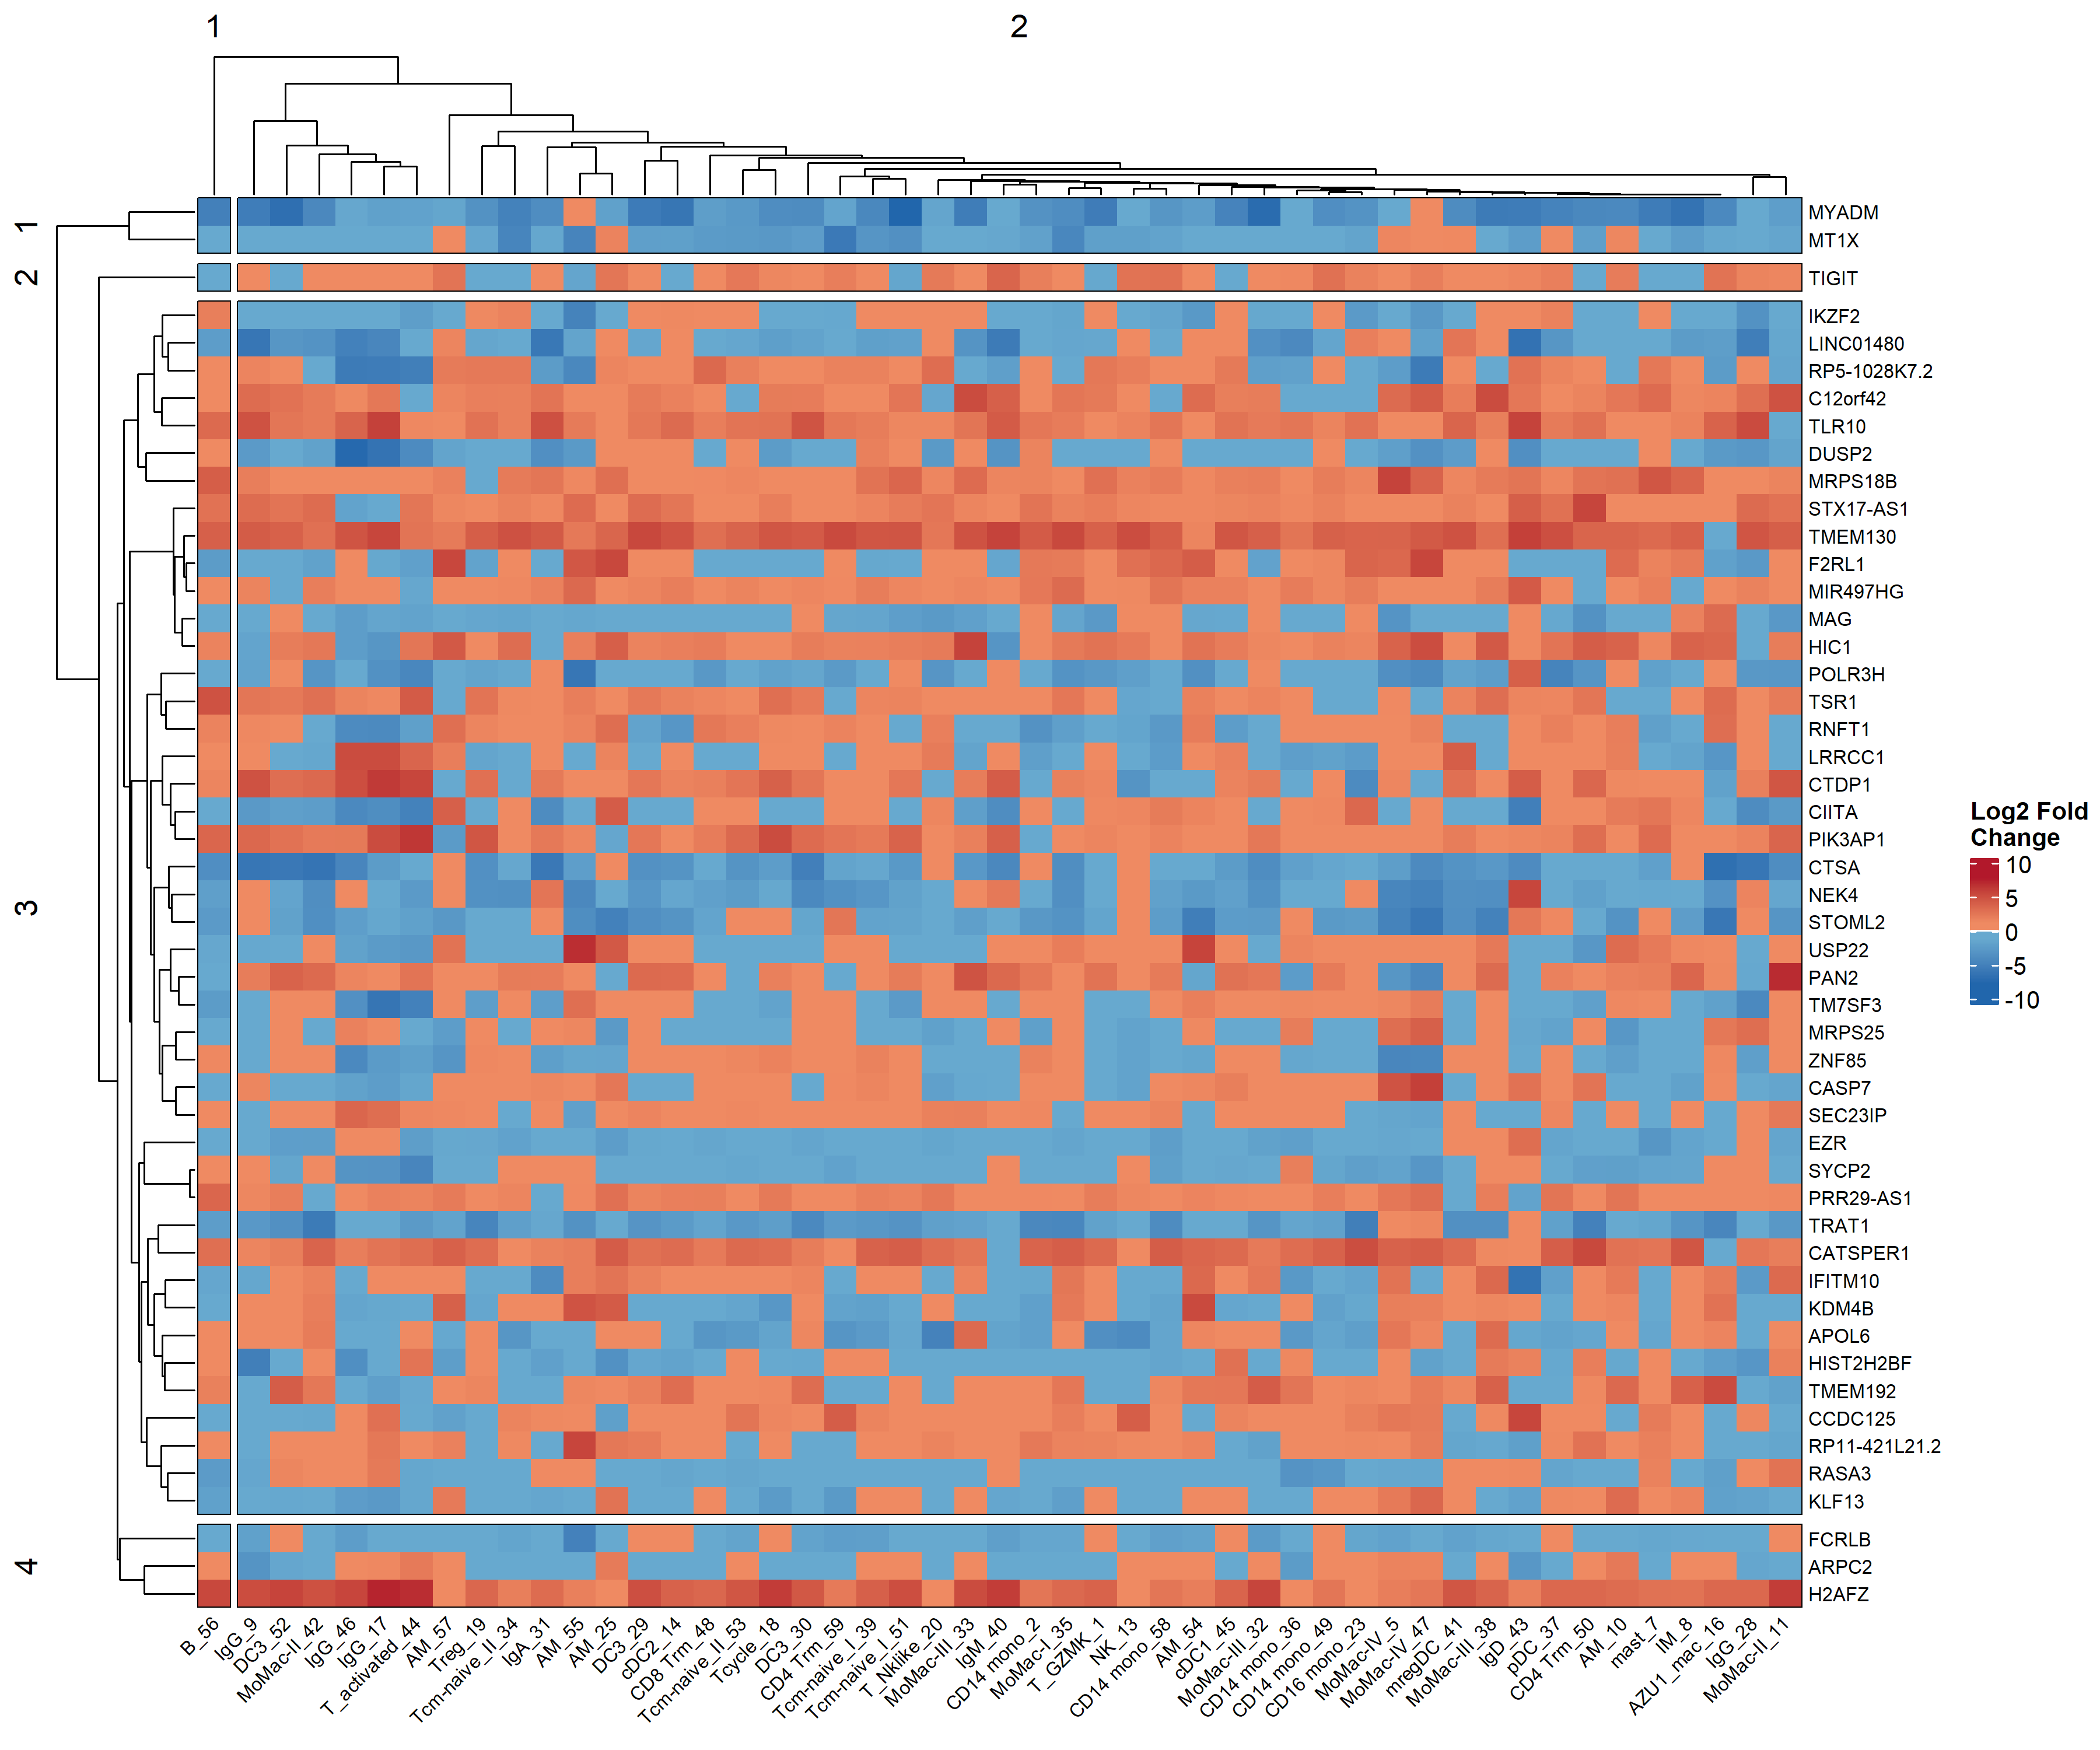 1
2
1
2
3
4
MYADM
MT1X
TIGIT
IKZF2
LINC01480
RP5-1028K7.2
C12orf42
TLR10
DUSP2
MRPS18B
STX17-AS1
TMEM130
F2RL1
MIR497HG
MAG
HIC1
POLR3H
TSR1
RNFT1
LRRCC1
CTDP1
CIITA
PIK3AP1
CTSA
NEK4
STOML2
USP22
PAN2
TM7SF3
MRPS25
ZNF85
CASP7
SEC23IP
EZR
SYCP2
PRR29-AS1
TRAT1
CATSPER1
IFITM10
KDM4B
APOL6
HIST2H2BF
TMEM192
CCDC125
RP11-421L21.2
RASA3
KLF13
FCRLB
ARPC2
H2AFZ
Log2 Fold
Change
10
5
0
-5
-10
B_56
IgG_9
DC3_52
MoMac-II_42
IgG_46
IgG_17
T_activated_44
AM_57
Treg_19
Tcm-naive_II_34
IgA_31
AM_55
AM_25
DC3_29
cDC2_14
CD8 Trm_48
Tcm-naive_II_53
Tcycle_18
DC3_30
CD4 Trm_59
Tcm-naive_I_39
Tcm-naive_I_51
T_Nklike_20
MoMac-III_33
IgM_40
CD14 mono_2
MoMac-I_35
T_GZMK_1
NK_13
CD14 mono_58
AM_54
cDC1_45
MoMac-III_32
CD14 mono_36
CD14 mono_49
CD16 mono_23
MoMac-IV_5
MoMac-IV_47
mregDC_41
MoMac-III_38
IgD_43
pDC_37
CD4 Trm_50
AM_10
mast_7
IM_8
AZU1_mac_16
IgG_28
MoMac-II_11